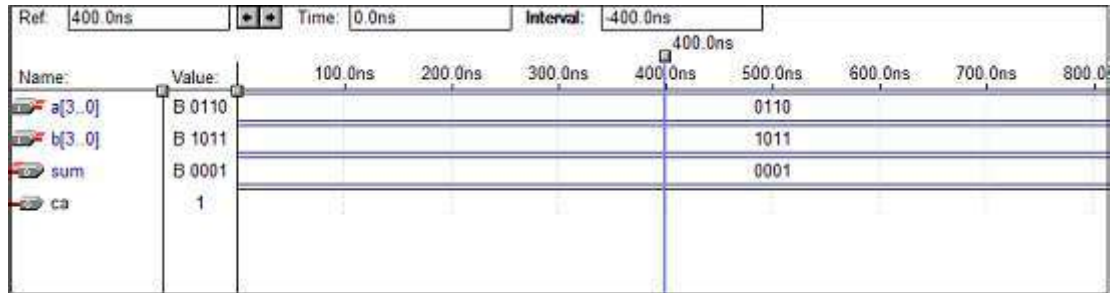 Ref: 400.0ns Time: 0.0ns Interval: -400.0ns
400.0ns
Name: Value: 100.0ns 200.0ns 300.0ns 400.0ns 500.0ns 600.0ns 700.0ns 800.0
a[3..0] B 0110 0110
b[3..0] B 1011 1011
sum B 0001 0001
ca 1